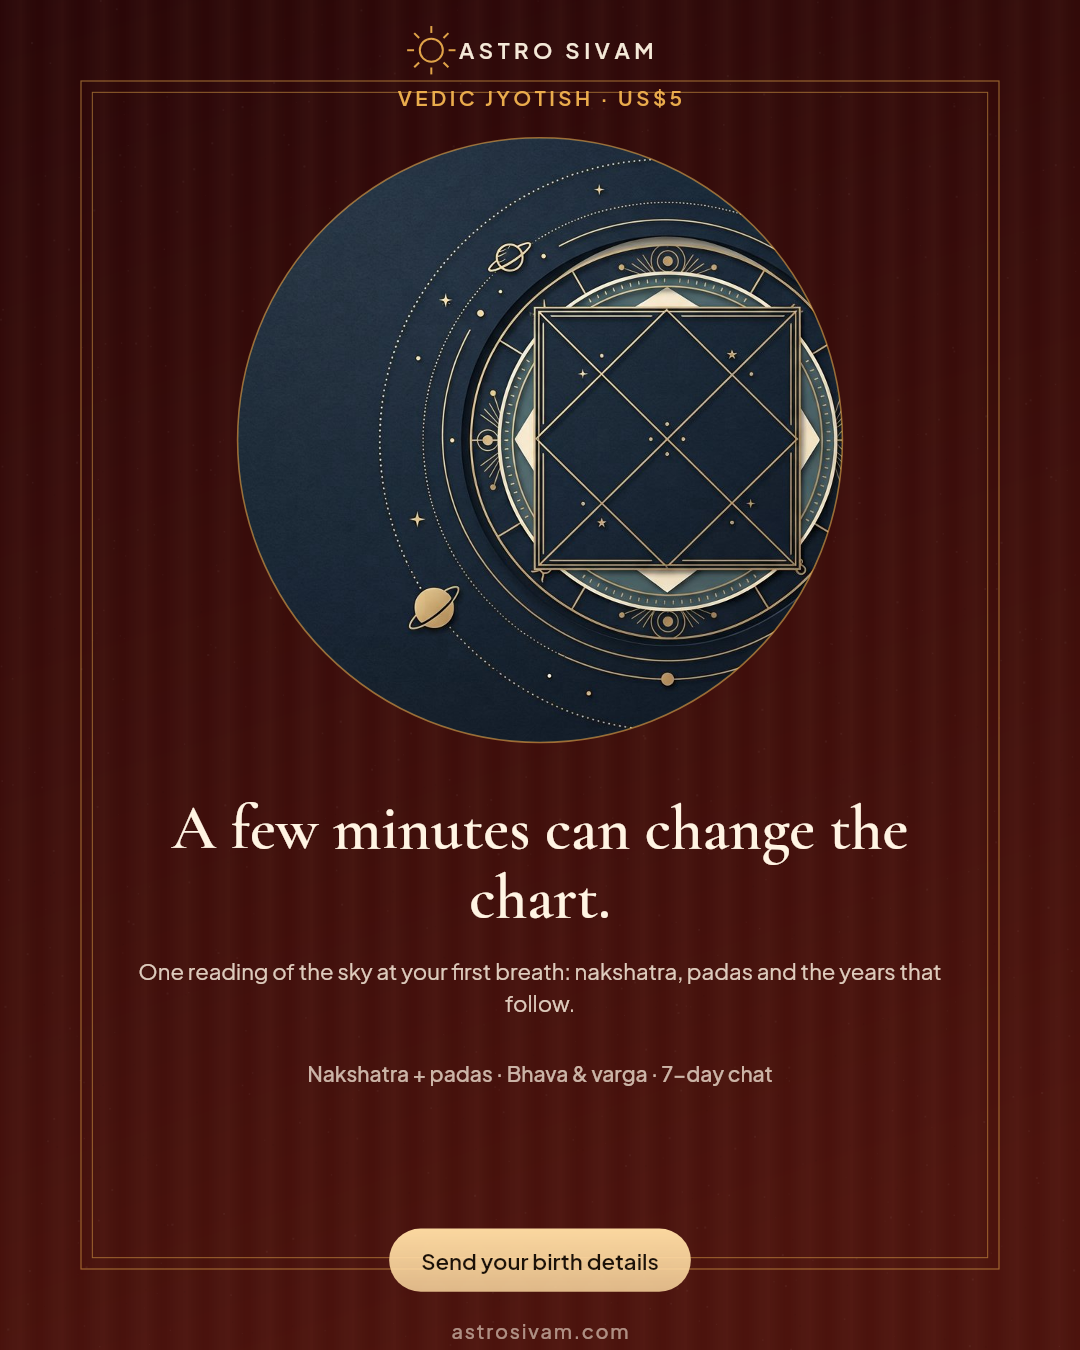 ASTRO SIVAM
VEDIC JYOTISH · US$5
A few minutes can change the
chart.
One reading of the sky at your first breath: nakshatra, padas and the years that
follow.
Nakshatra + padas · Bhava & varga · 7–day chat
Send your birth details
astrosivam.com